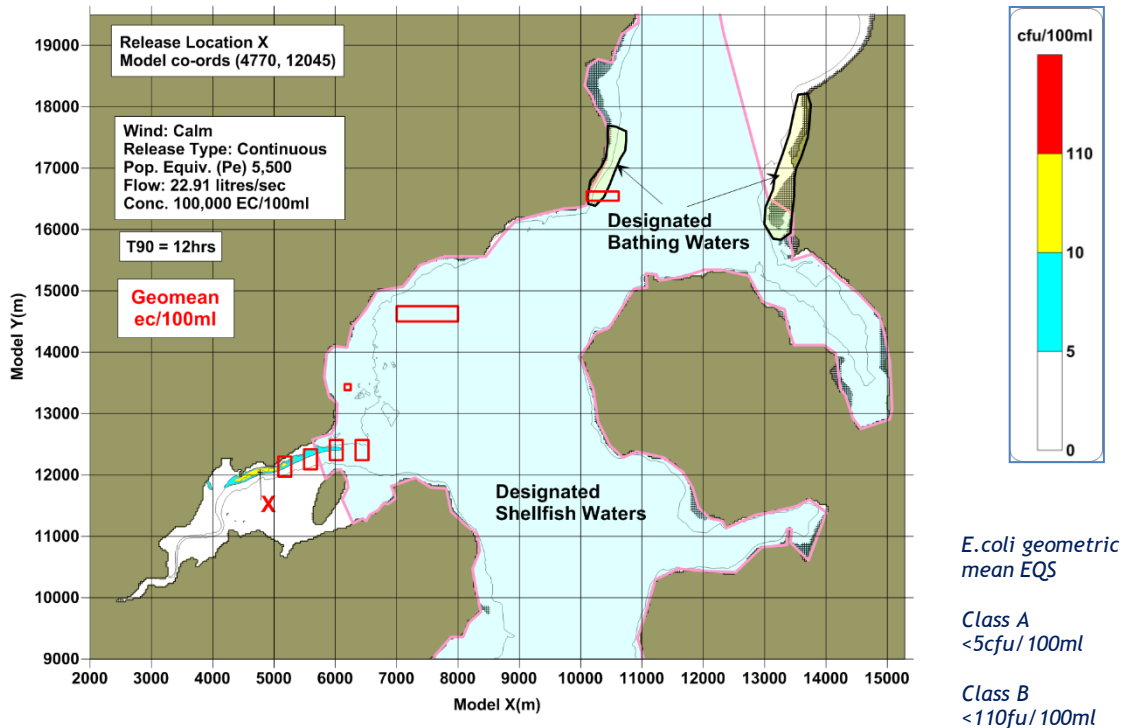 Release Location X
Model co-ords (4770, 12045)
Wind: Calm
Release Type: Continuous
Pop. Equiv. (Pe) 5,500
Flow: 22.91 litres/sec
Conc. 100,000 EC/100ml
T90 = 12hrs
Geomean
ec/100ml
Designated
Bathing Waters
Designated
Shellfish Waters
X
19000
18000
17000
16000
15000
14000
13000
12000
11000
10000
9000
Model Y(m)
2000 3000 4000 5000 6000 7000 8000 9000 10000 11000 12000 13000 14000 15000
Model X(m)
cfu/100ml
110
10
5
0
E.coli geometric
mean EQS
Class A
<5cfu/100ml
Class B
<110fu/100ml